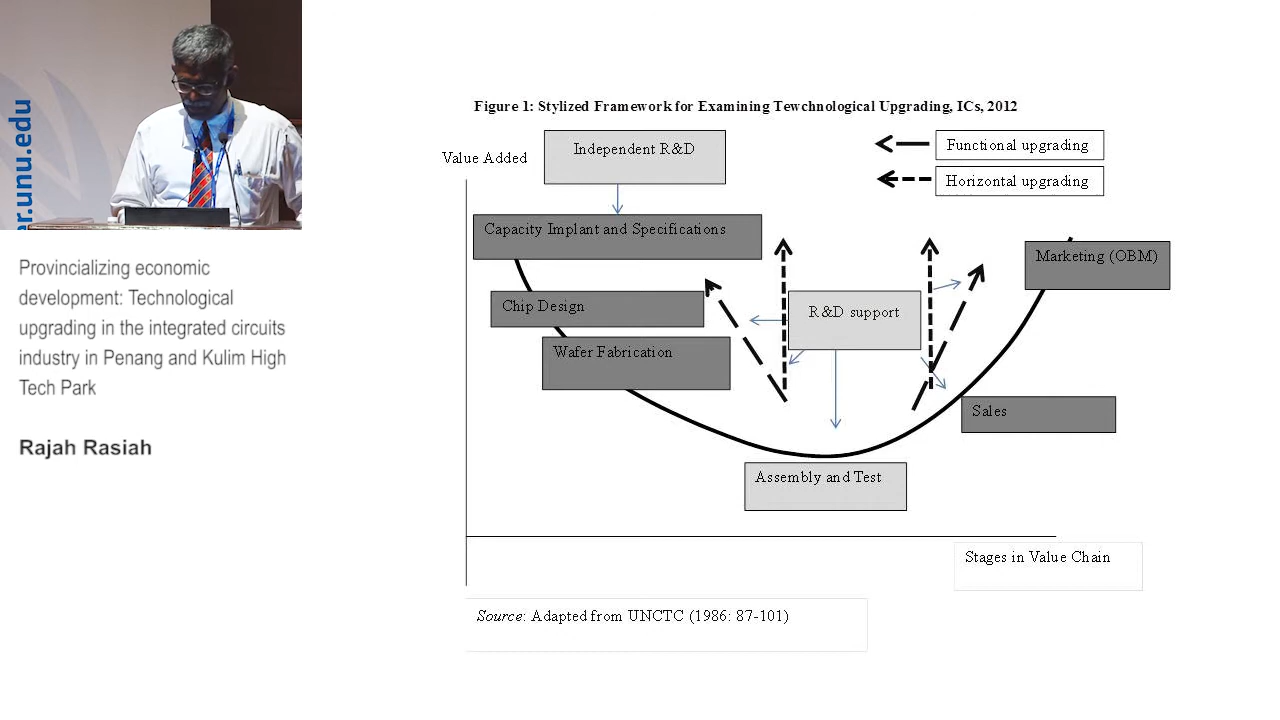 er.unu.edu
Provincializing economic
development: Technological
upgrading in the integrated circuits
industry in Penang and Kulim High
Tech Park
Rajah Rasiah
Figure 1: Stylized Framework for Examining Tewchnological Upgrading, ICs, 2012
Value Added
Independent R&D
Functional upgrading
Horizontal upgrading
Capacity Implant and Specifications
Marketing (OBM)
Chip Design
R&D support
Wafer Fabrication
Sales
Assembly and Test
Stages in Value Chain
Source: Adapted from UNCTC (1986: 87-101)